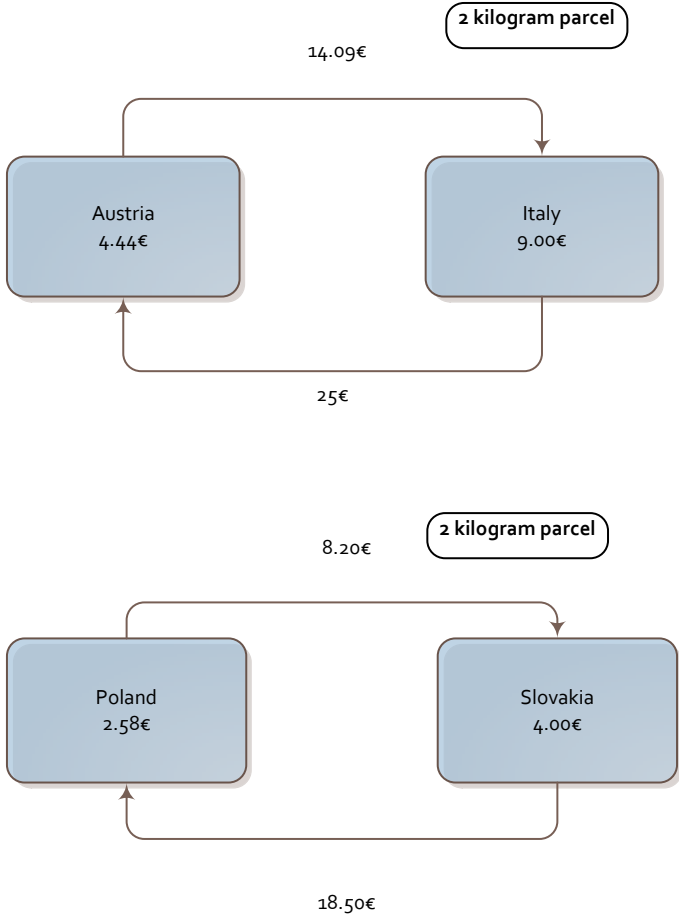 2 kilogram parcel
14.09€
Austria
4.44€
Italy
9.00€
25€
2 kilogram parcel
8.20€
Poland
2.58€
Slovakia
4.00€
18.50€